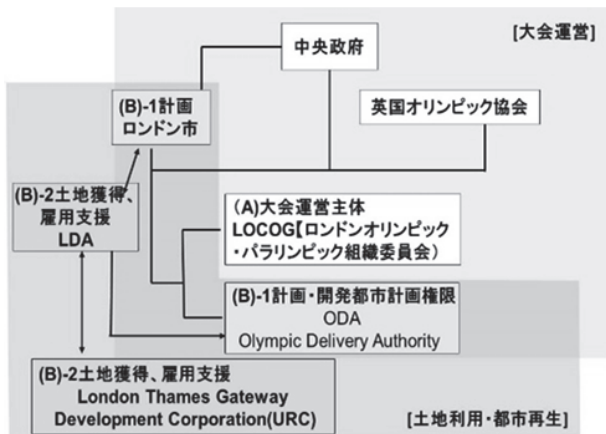 [大会運営]
中央政府
(B)-1計画
ロンドン市
英国オリンピック協会
(B)-2土地獲得、
雇用支援
LDA
(A)大会運営主体
LOCOG【ロンドンオリンピック
・パラリンピック組織委員会）
(B)-1計画・開発都市計画権限
ODA
Olympic Delivery Authority
(B)-2土地獲得、雇用支援
London Thames Gateway
Development Corporation(URC)
[土地利用・都市再生]